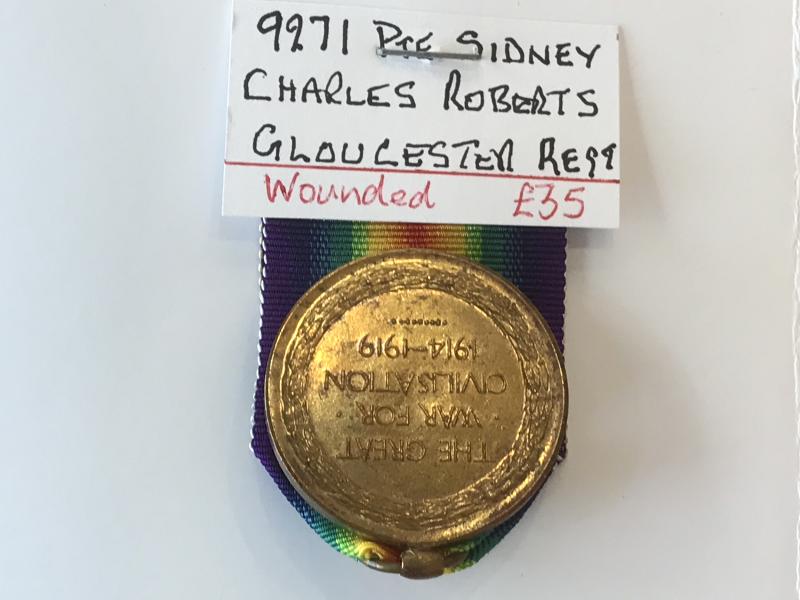 9271 PTE SIDNEY
CHARLES ROBERTS
GLOUCESTER REGT
Wounded £35
THE GREAT
· WAR FOR ·
CIVILISATION
1914-1919